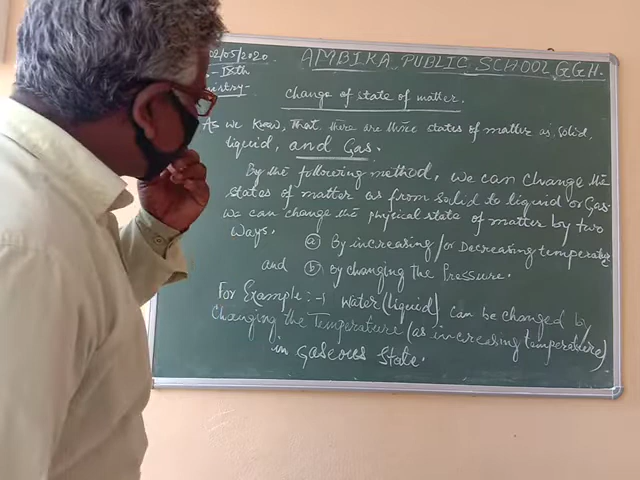 02/05/2020
AMBIKA PUBLIC SCHOOL, GGH.
- IXth
istry-
Change of state of matter.
As we know, That there are three states of matter as solid,
liquid, and Gas.
By the following method, we can change the
states of matter as from solid to liquid or Gas.
we can change the physical state of matter by two
ways.
(a) By increasing/or Decreasing temperature
and (b) By changing the Pressure.
For Example :-1 Water (liquid) can be changed by
Changing the Temperature (as increasing temperature)
in gaseous state.